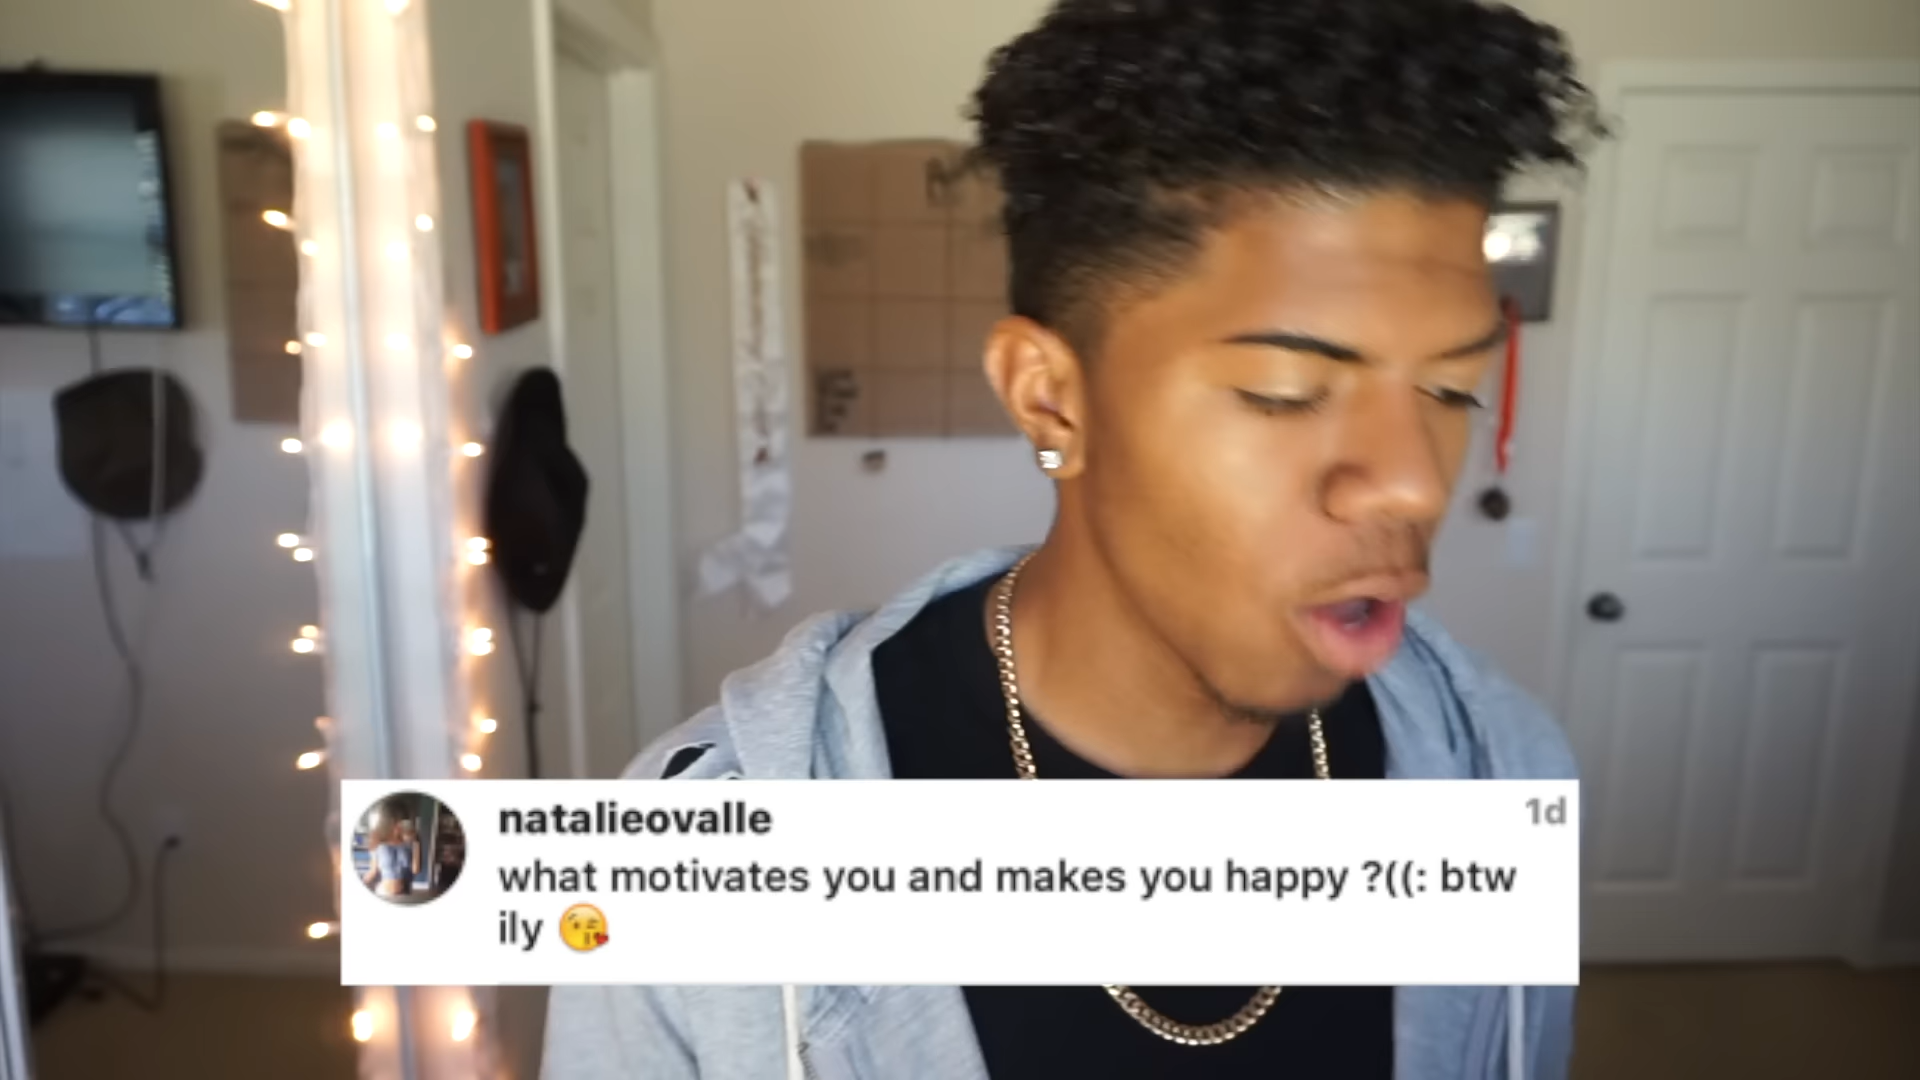 natalieovalle
1d
what motivates you and makes you happy ?((: btw
ily 😘